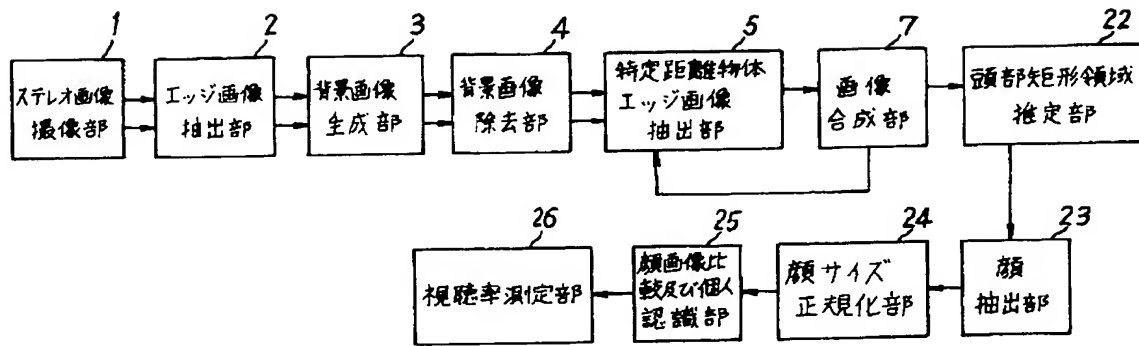 1
ステレオ画像
撮像部
2
エッジ画像
抽出部
3
背景画像
生成部
4
背景画像
除去部
5
特定距離物体
エッジ画像
抽出部
7
画像
合成部
22
頭部矩形領域
推定部
23
顔
抽出部
24
顔サイズ
正規化部
25
顔画像比
較及び個人
認識部
26
視聴率測定部